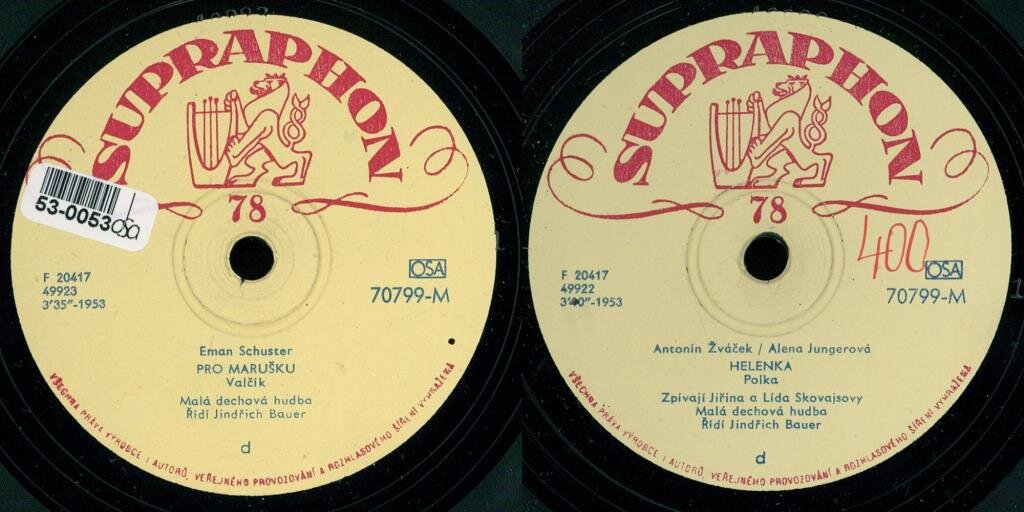 SUPRAPHON
78
53-0053
osa
F 20417
49923
3'35"-1953
OSA
70799-M
Eman Schuster
PRO MARUŠKU
Valčík
Malá dechová hudba
Řídí Jindřich Bauer
d
VŠECHNA PRÁVA VÝROBCE I AUTORŮ, VEŘEJNÉHO PROVOZOVÁNÍ A ROZHLASOVÉHO ŠÍŘENÍ VYHRAŽENA
SUPRAPHON
78
400
F 20417
49922
3'40"-1953
OSA
70799-M
Antonín Žváček / Alena Jungerová
HELENKA
Polka
Zpívají Jiřina a Lída Skovajsovy
Malá dechová hudba
Řídí Jindřich Bauer
d
VŠECHNA PRÁVA VÝROBCE I AUTORŮ, VEŘEJNÉHO PROVOZOVÁNÍ A ROZHLASOVÉHO ŠÍŘENÍ VYHRAŽENA